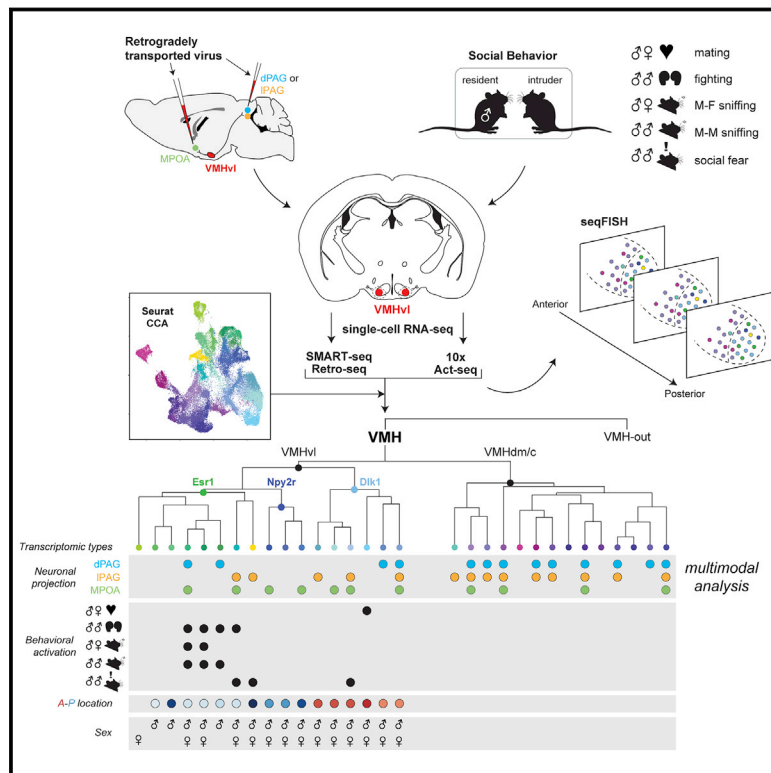 Retrogradely
transported virus
dPAG or
lPAG
MPOA
VMHvl
Social Behavior
resident
intruder
♂
♂♀ mating
♂♂ fighting
♂♀ M-F sniffing
♂♂ M-M sniffing
♂♂ ! social fear
seqFISH
Anterior
Posterior
VMHvl
single-cell RNA-seq
SMART-seq
Retro-seq
10x
Act-seq
Seurat
CCA
VMH
VMH-out
VMHvl
VMHdm/c
Esr1
Npy2r
Dlk1
Transcriptomic types
Neuronal
projection
dPAG
lPAG
MPOA
multimodal
analysis
Behavioral
activation
♂♀
♂♂
♂♀
♂♂
♂♂ !
A-P location
Sex
♂ ♂ ♂ ♂ ♂ ♂ ♂ ♂ ♂ ♂ ♂ ♂ ♂ ♂ ♂
♀ ♀ ♀ ♀ ♀ ♀ ♀ ♀ ♀ ♀ ♀ ♀ ♀